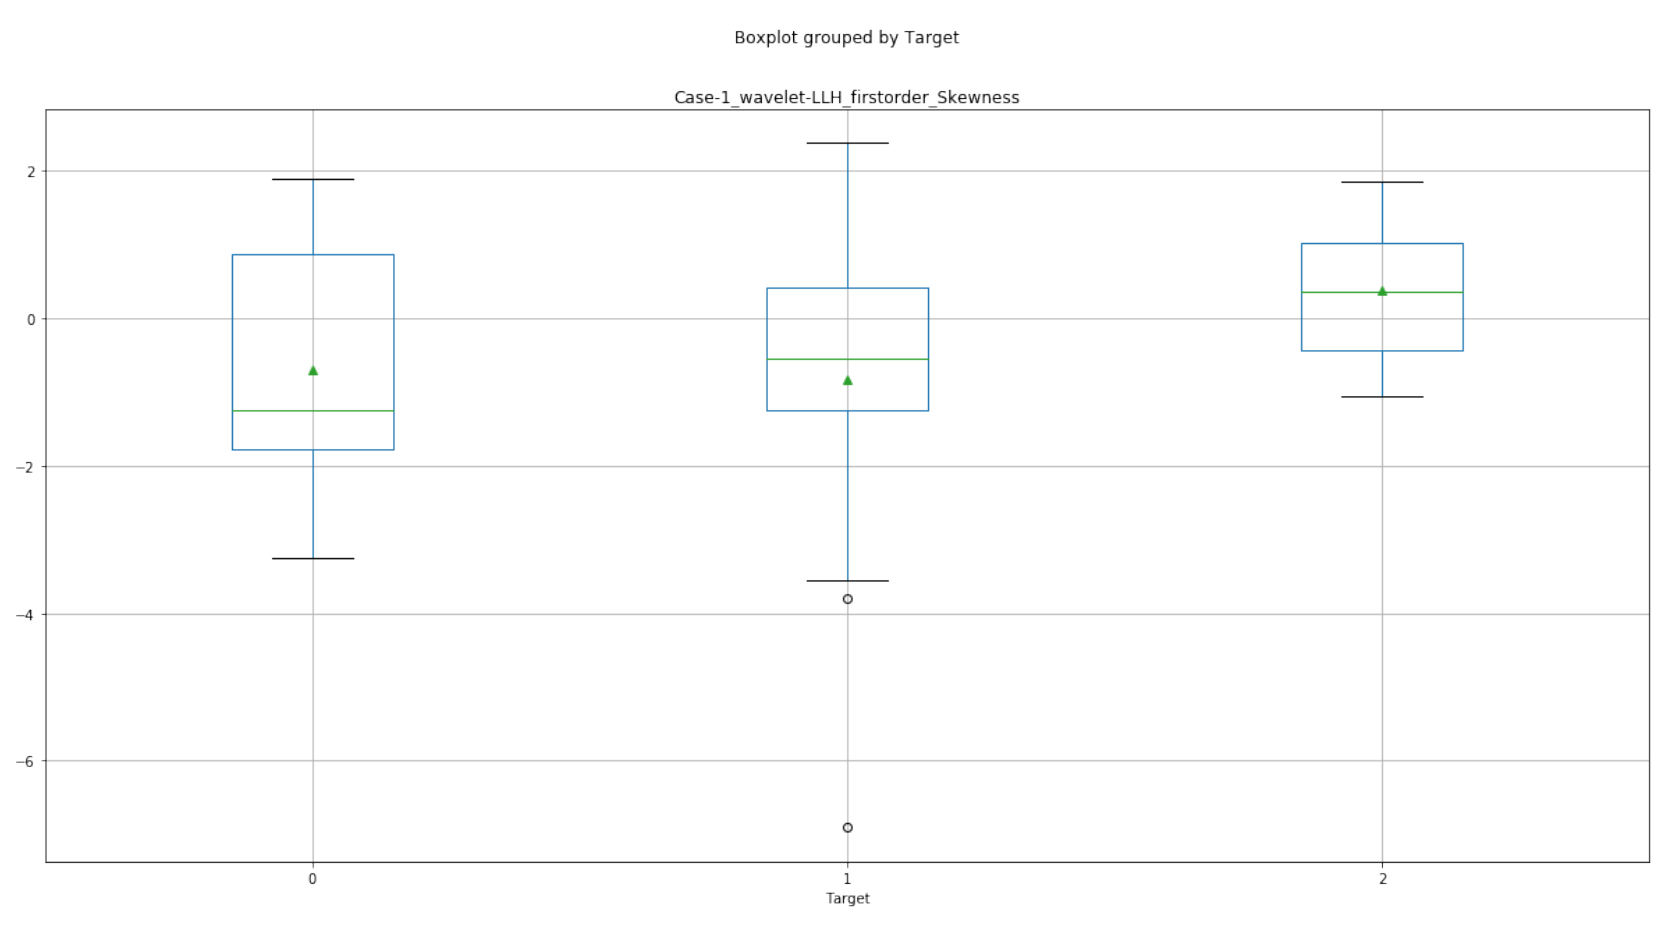 Boxplot grouped by Target
Case-1_wavelet-LLH_firstorder_Skewness
2
0
−2
−4
−6
0 1 2
Target